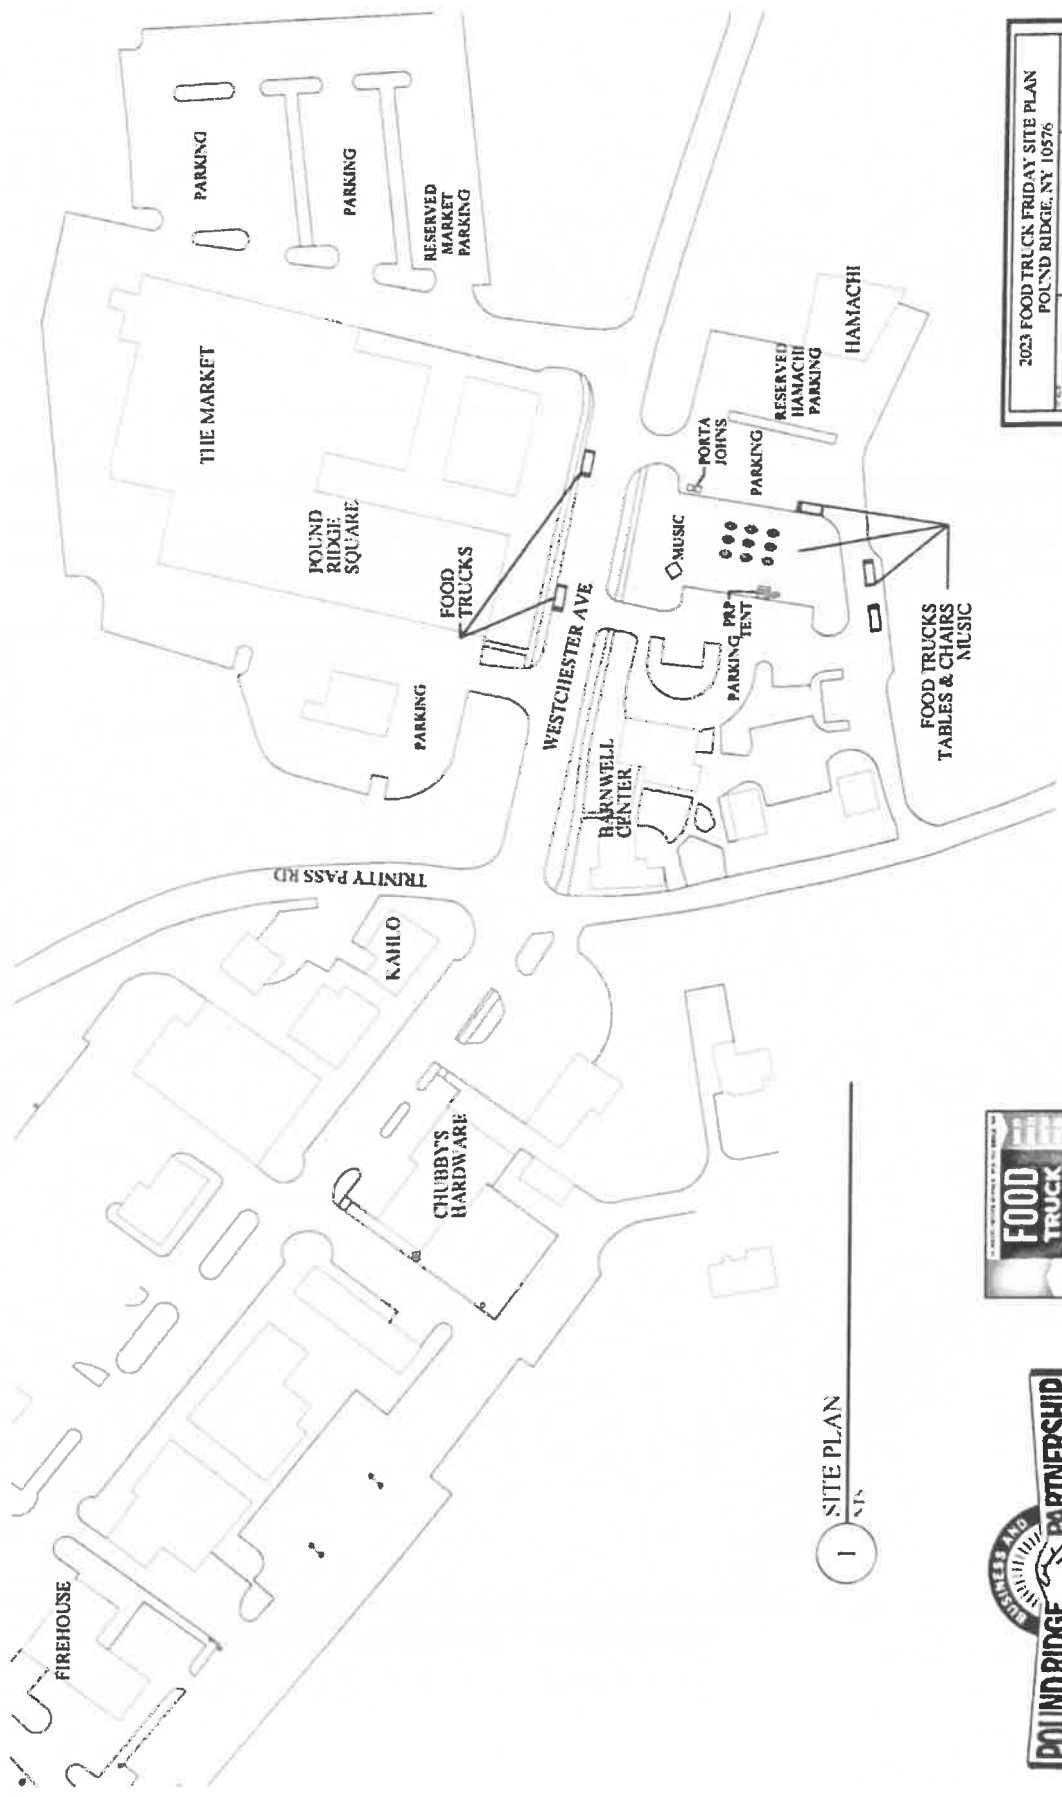 FIREHOUSE
CHUBBY'S
HARDWARE
KAHLO
TRINITY PASS RD
PARKING
FOOD
TRUCKS
POUND
RIDGE
SQUARE
THE MARKET
PARKING
PARKING
RESERVED
MARKET
PARKING
WESTCHESTER AVE
BARNWELL
CENTER
PARKING
PRP
TENT
MUSIC
PORTA
JOHNS
PARKING
RESERVED
HAMACHI
PARKING
HAMACHI
FOOD TRUCKS
TABLES & CHAIRS
MUSIC
1
SITE PLAN
NTS
BUSINESS AND
POUND RIDGE PARTNERSHIP
FOOD
TRUCK
2023 FOOD TRUCK FRIDAY SITE PLAN
POUND RIDGE, NY 10576